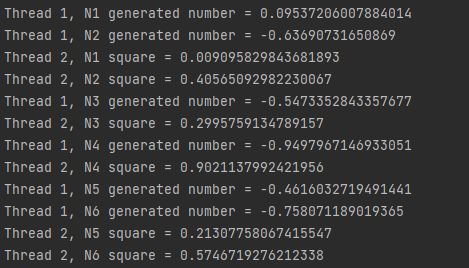 Thread 1, N1 generated number = 0.09537206007884014
Thread 1, N2 generated number = -0.63690731650869
Thread 2, N1 square = 0.009095829843681893
Thread 2, N2 square = 0.40565092982230067
Thread 1, N3 generated number = -0.5473352843357677
Thread 2, N3 square = 0.2995759134789157
Thread 1, N4 generated number = -0.9497967146933051
Thread 2, N4 square = 0.9021137992421956
Thread 1, N5 generated number = -0.4616032719491441
Thread 1, N6 generated number = -0.758071189019365
Thread 2, N5 square = 0.21307758067415547
Thread 2, N6 square = 0.5746719276212338